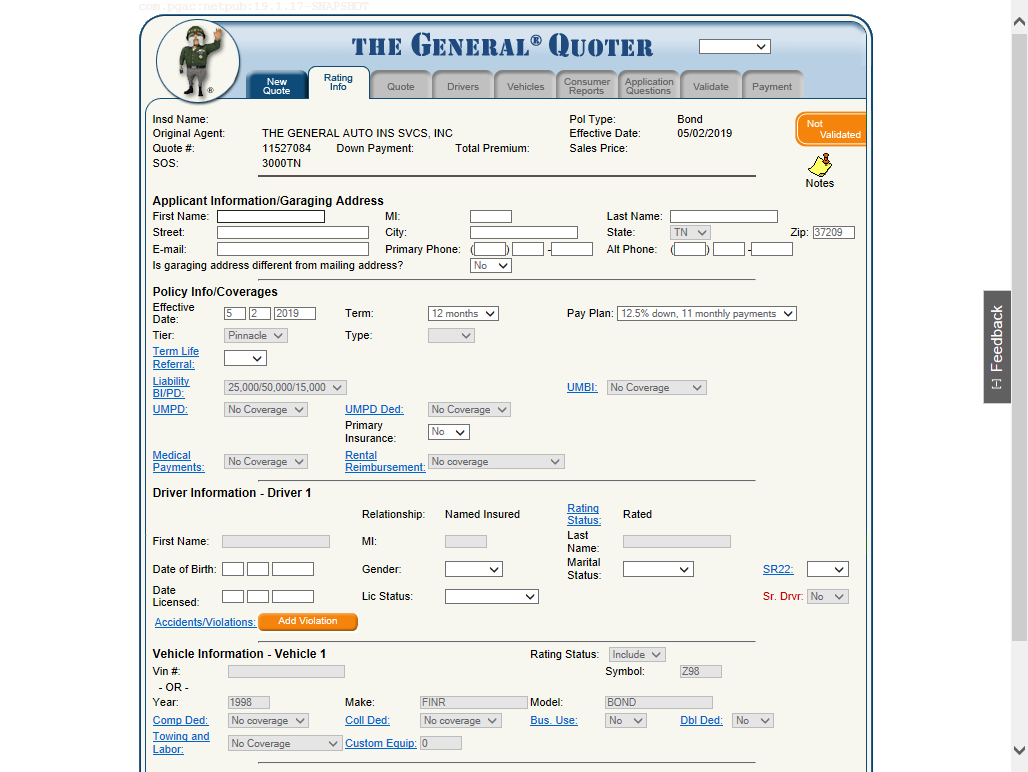 com.pgac:netpub:19.1.17-SNAPSHOT
THE GENERAL® QUOTER
New Quote Rating Info Quote Drivers Vehicles Consumer Reports Application Questions Validate Payment
®
Insd Name: Pol Type: Bond
Original Agent: THE GENERAL AUTO INS SVCS, INC Effective Date: 05/02/2019
Not Validated
Quote #: 11527084 Down Payment: Total Premium: Sales Price:
SOS: 3000TN
Notes
Applicant Information/Garaging Address
First Name: MI: Last Name:
Street: City: State: TN Zip: 37209
E-mail: Primary Phone: ( ) - Alt Phone: ( ) -
Is garaging address different from mailing address? No
Policy Info/Coverages
Effective Date: 5 2 2019 Term: 12 months Pay Plan: 12.5% down, 11 monthly payments
Tier: Pinnacle Type:
Term Life Referral:
Liability BI/PD: 25,000/50,000/15,000 UMBI: No Coverage
UMPD: No Coverage UMPD Ded: No Coverage
Primary Insurance: No
Medical Payments: No Coverage Rental Reimbursement: No coverage
Driver Information - Driver 1
Relationship: Named Insured Rating Status: Rated
First Name: MI: Last Name:
Date of Birth: Gender: Marital Status: SR22:
Date Licensed: Lic Status: Sr. Drvr: No
Accidents/Violations: Add Violation
Vehicle Information - Vehicle 1 Rating Status: Include
Vin #: Symbol: Z98
- OR -
Year: 1998 Make: FINR Model: BOND
Comp Ded: No coverage Coll Ded: No coverage Bus. Use: No Dbl Ded: No
Towing and Labor: No Coverage Custom Equip: 0
[-] Feedback